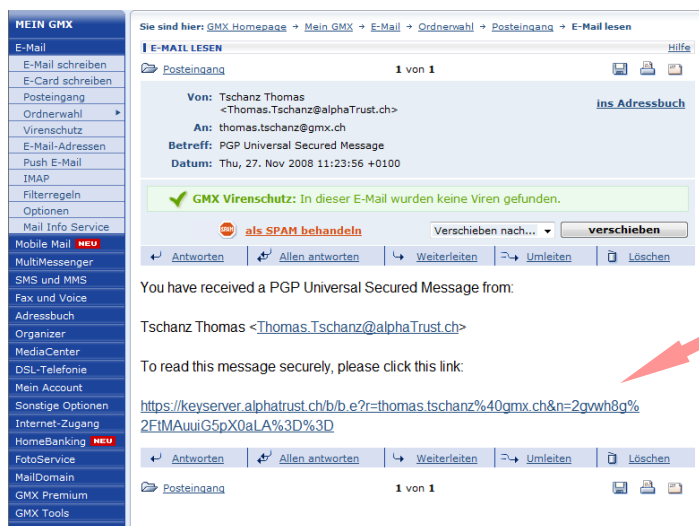 MEIN GMX
E-Mail
E-Mail schreiben
E-Card schreiben
Posteingang
Ordnerwahl
Virenschutz
E-Mail-Adressen
Push E-Mail
IMAP
Filterregeln
Optionen
Mail Info Service
Mobile Mail NEU
MultiMessenger
SMS und MMS
Fax und Voice
Adressbuch
Organizer
MediaCenter
DSL-Telefonie
Mein Account
Sonstige Optionen
Internet-Zugang
HomeBanking NEU
FotoService
MailDomain
GMX Premium
GMX Tools
Sie sind hier: GMX Homepage → Mein GMX → E-Mail → Ordnerwahl → Posteingang → E-Mail lesen
E-MAIL LESEN Hilfe
Posteingang 1 von 1
Von: Tschanz Thomas
<Thomas.Tschanz@alphaTrust.ch> ins Adressbuch
An: thomas.tschanz@gmx.ch
Betreff: PGP Universal Secured Message
Datum: Thu, 27. Nov 2008 11:23:56 +0100
GMX Virenschutz: In dieser E-Mail wurden keine Viren gefunden.
SPAM als SPAM behandeln Verschieben nach... verschieben
Antworten Allen antworten Weiterleiten Umleiten Löschen
You have received a PGP Universal Secured Message from:
Tschanz Thomas <Thomas.Tschanz@alphaTrust.ch>
To read this message securely, please click this link:
https://keyserver.alphatrust.ch/b/b.e?r=thomas.tschanz%40gmx.ch&n=2gvwh8g%
2FtMAuuiG5pX0aLA%3D%3D
Antworten Allen antworten Weiterleiten Umleiten Löschen
Posteingang 1 von 1